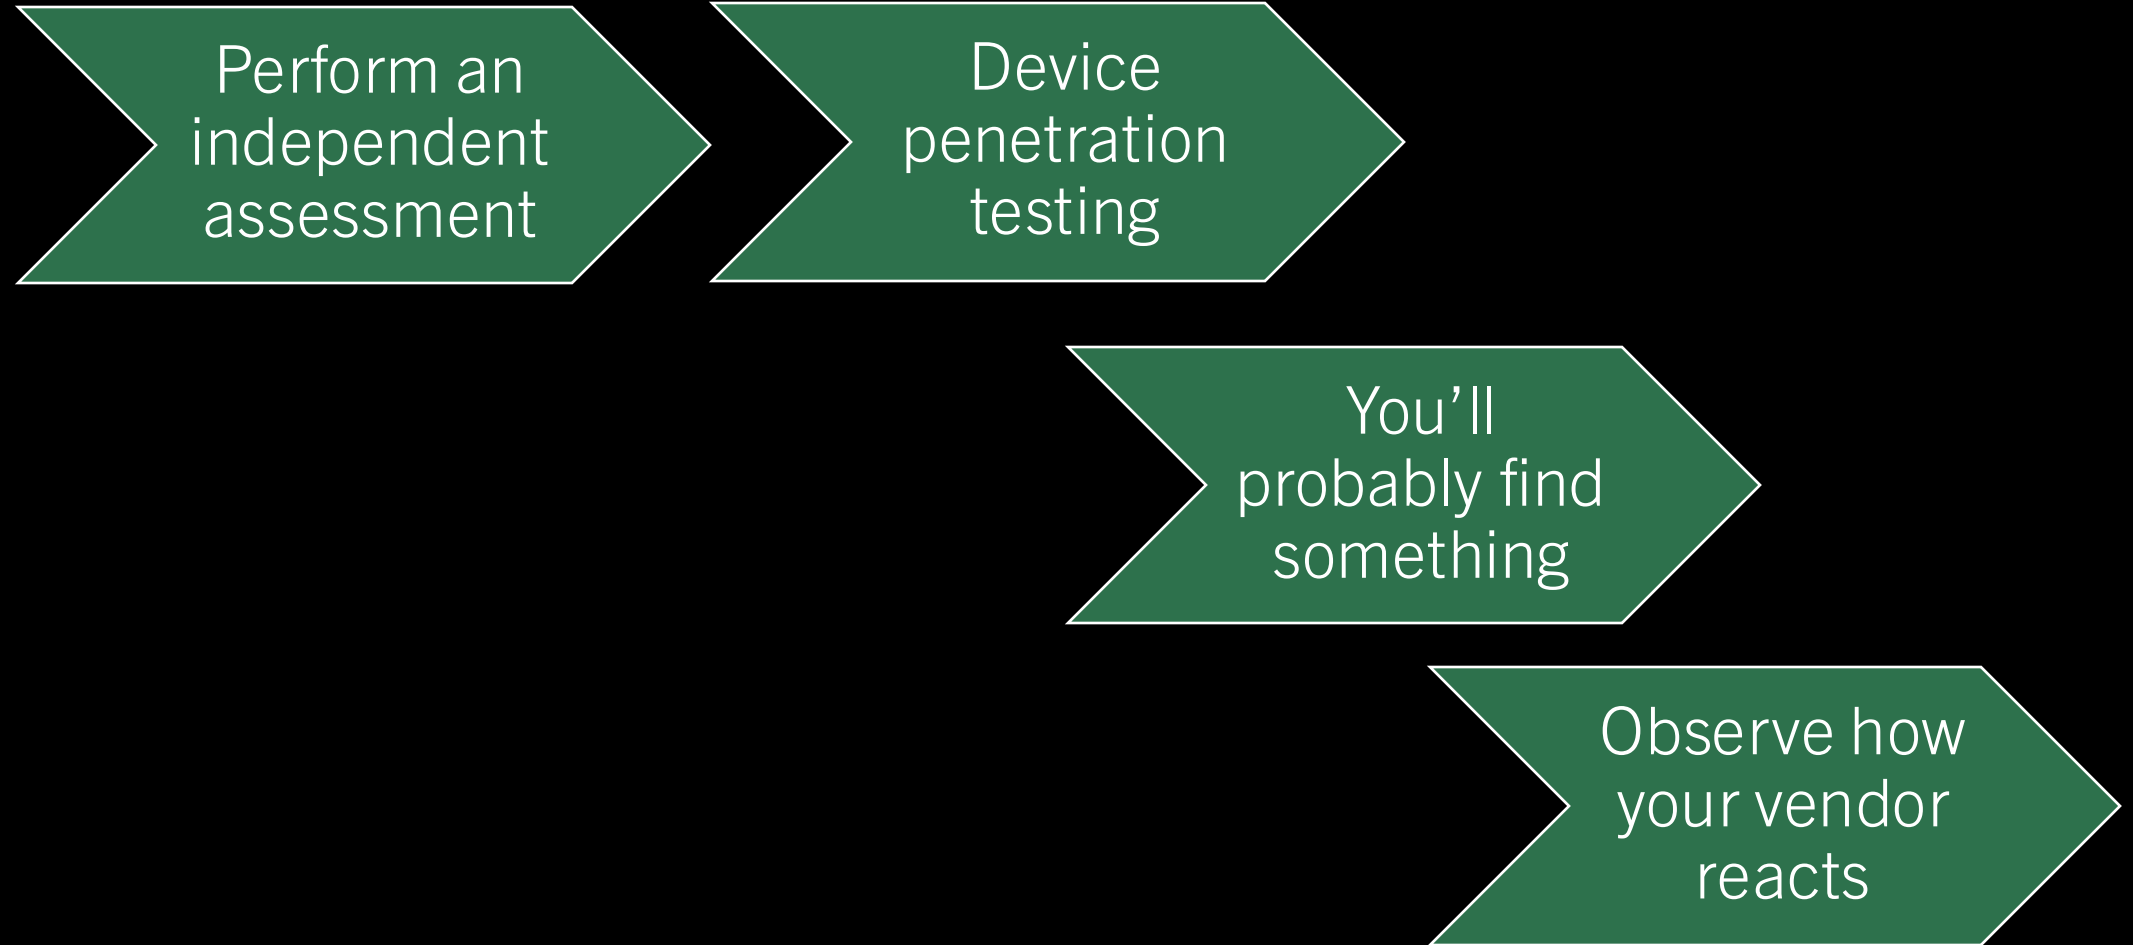 Perform an
independent
assessment
Device
penetration
testing
You’ll
probably find
something
Observe how
your vendor
reacts